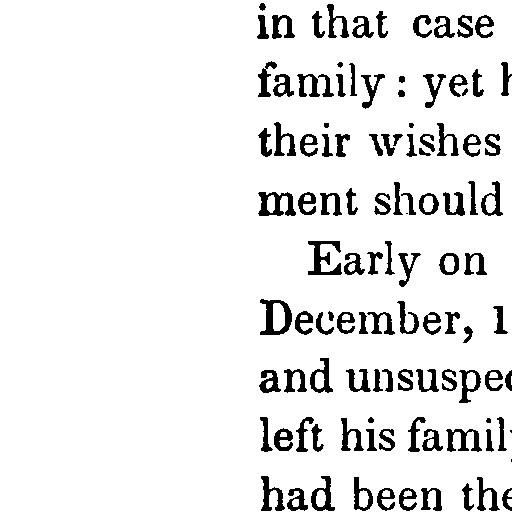 in that case
family: yet
their wishes
ment should
Early on
December, 1
and unsuspec
left his famil
had been the